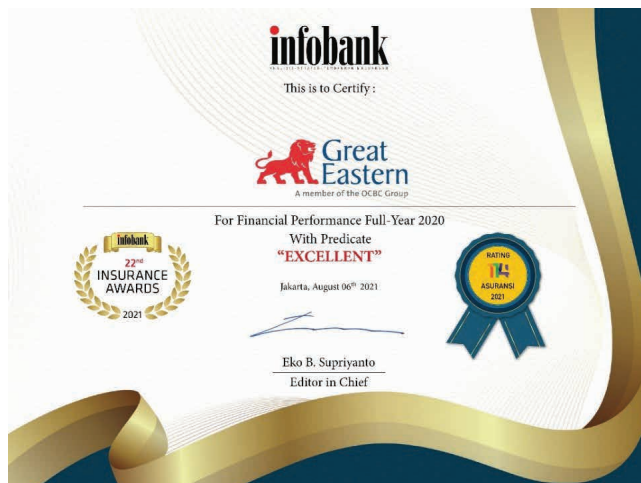 infobank
This is to Certify :
Great
Eastern
A member of the OCBC Group
For Financial Performance Full-Year 2020
With Predicate
“EXCELLENT”
Jakarta, August 06th 2021
infobank
22nd
INSURANCE
AWARDS
2021
RATING
114
ASURANSI
2021
Eko B. Supriyanto
Editor in Chief